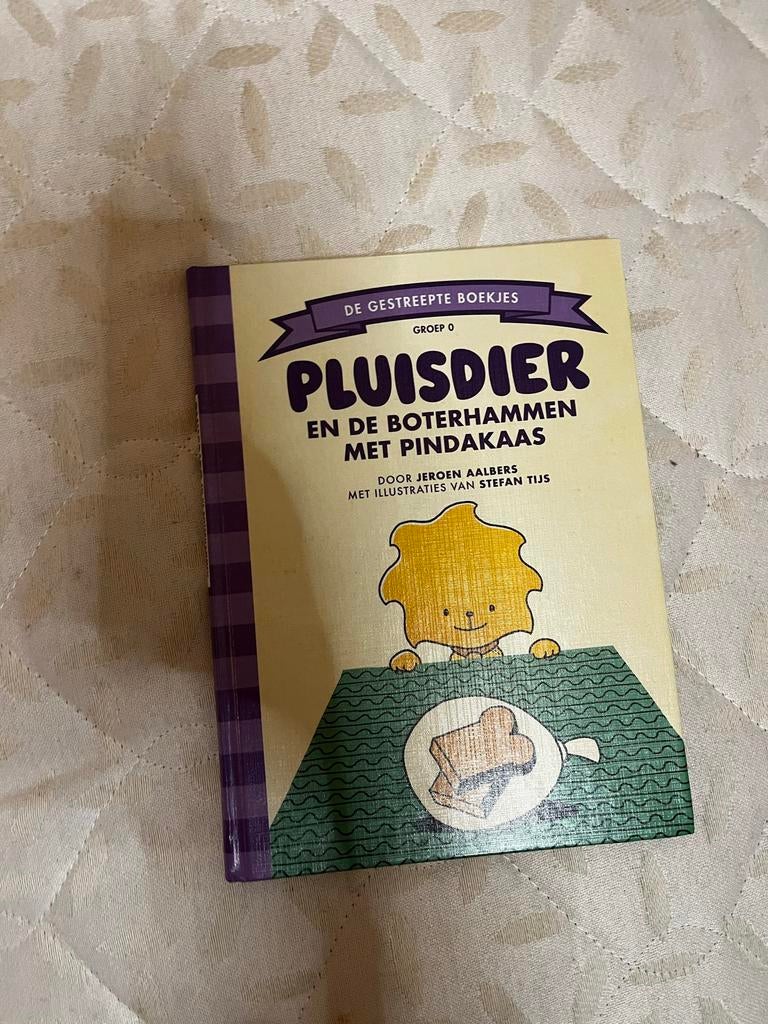 DE GESTREEPTE BOEKJES
GROEP 0
PLUISDIER
EN DE BOTERHAMMEN
MET PINDAKAAS
DOOR JEROEN AALBERS
MET ILLUSTRATIES VAN STEFAN TIJS